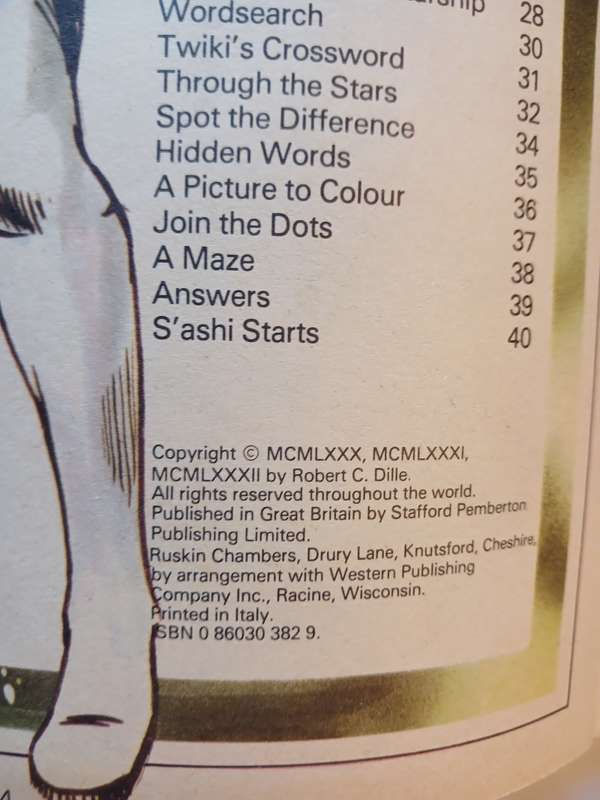 28
Wordsearch 30
Twiki's Crossword 31
Through the Stars 32
Spot the Difference 34
Hidden Words 35
A Picture to Colour 36
Join the Dots 37
A Maze 38
Answers 39
S'ashi Starts 40
Copyright © MCMLXXX, MCMLXXXI,
MCMLXXXII by Robert C. Dille.
All rights reserved throughout the world.
Published in Great Britain by Stafford Pemberton
Publishing Limited.
Ruskin Chambers, Drury Lane, Knutsford, Cheshire,
by arrangement with Western Publishing
Company Inc., Racine, Wisconsin.
Printed in Italy.
ISBN 0 86030 382 9.